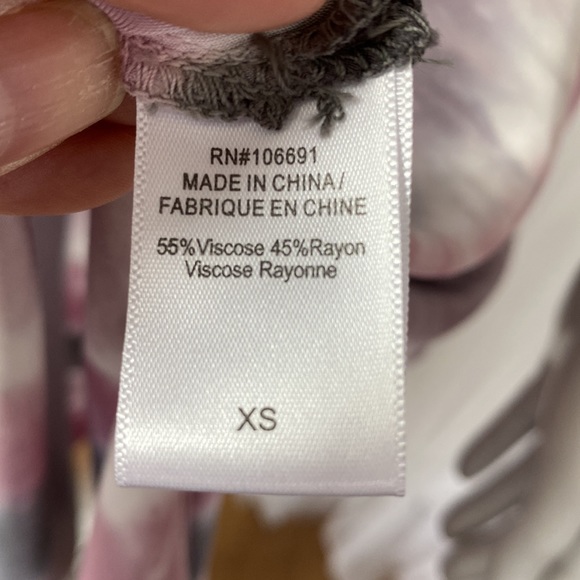 RN#106691
MADE IN CHINA/
FABRIQUE EN CHINE
55%Viscose 45%Rayon
Viscose Rayonne
XS